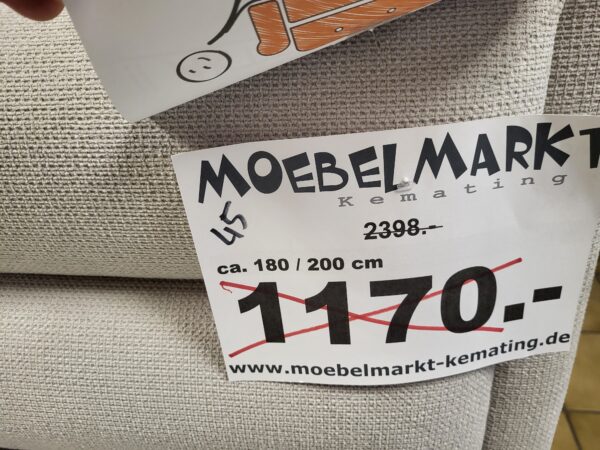 MOEBELMARKT
Kemating
45
2398.-
ca. 180 / 200 cm
1170.-
www.moebelmarkt-kemating.de